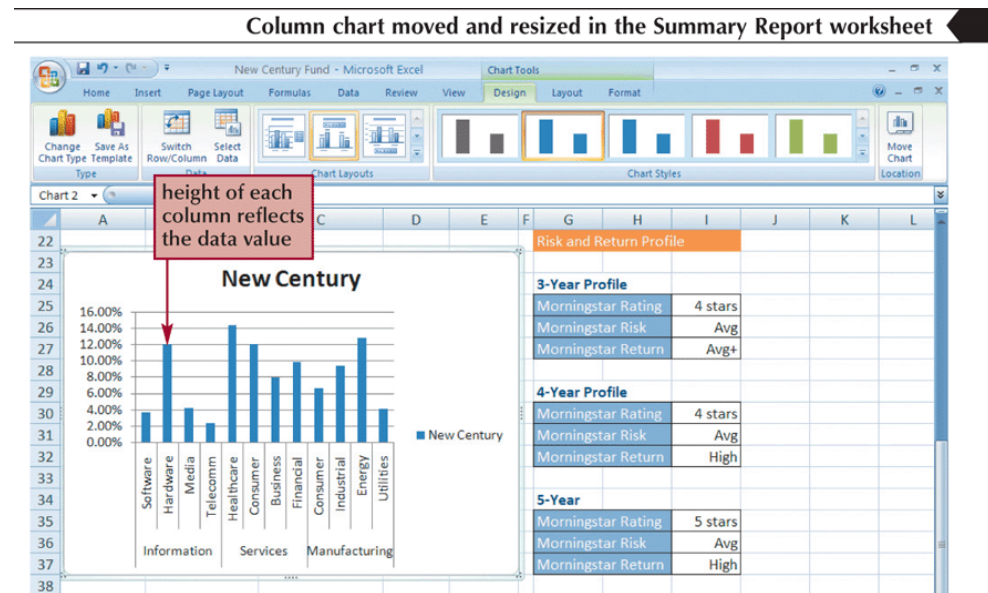 Column chart moved and resized in the Summary Report worksheet
New Century Fund - Microsoft Excel
Chart Tools
Home Insert Page Layout Formulas Data Review View Design Layout Format
Change Chart Type
Save As Template
Switch Row/Column
Select Data
Move Chart
Type
Data
Chart Layouts
Chart Styles
Location
Chart 2
height of each
column reflects
the data value
A C D E F G H I J K L
22
23
24
25
26
27
28
29
30
31
32
33
34
35
36
37
38
New Century
16.00%
14.00%
12.00%
10.00%
8.00%
6.00%
4.00%
2.00%
0.00%
Software
Hardware
Media
Telecomm
Healthcare
Consumer
Business
Financial
Consumer
Industrial
Energy
Utilities
Information Services Manufacturing
New Century
Risk and Return Profile
3-Year Profile
Morningstar Rating 4 stars
Morningstar Risk Avg
Morningstar Return Avg+
4-Year Profile
Morningstar Rating 4 stars
Morningstar Risk Avg
Morningstar Return High
5-Year
Morningstar Rating 5 stars
Morningstar Risk Avg
Morningstar Return High